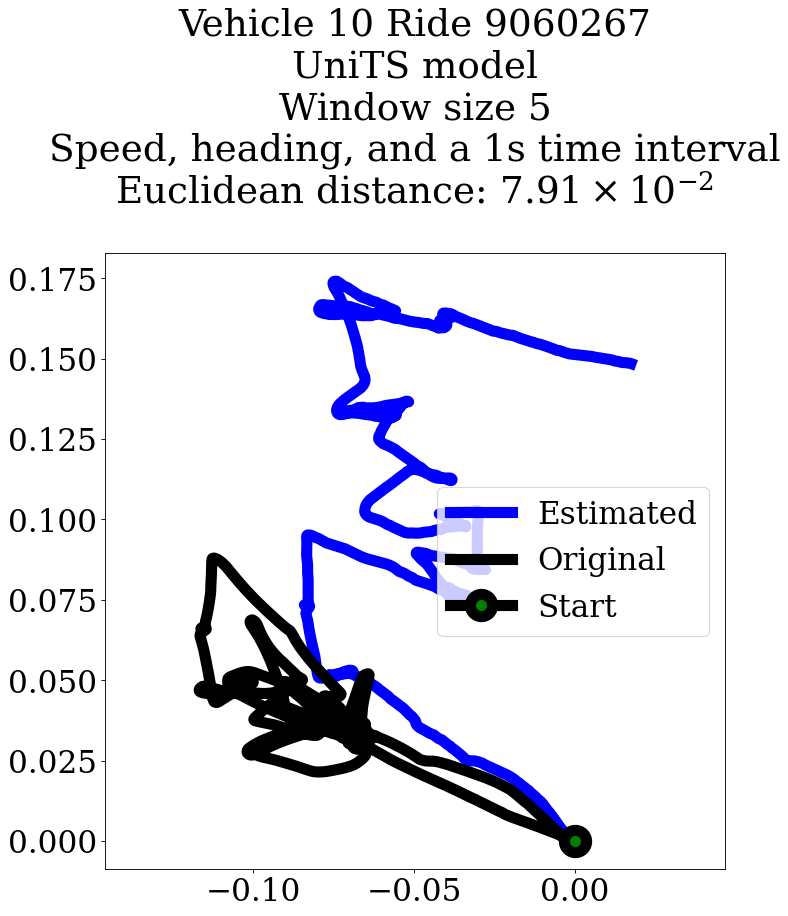 Vehicle 10 Ride 9060267
UniTS model
Window size 5
Speed, heading, and a 1s time interval
Euclidean distance: 7.91 × 10⁻²
0.175
0.150
0.125
0.100
0.075
0.050
0.025
0.000
Estimated
Original
Start
−0.10 −0.05 0.00